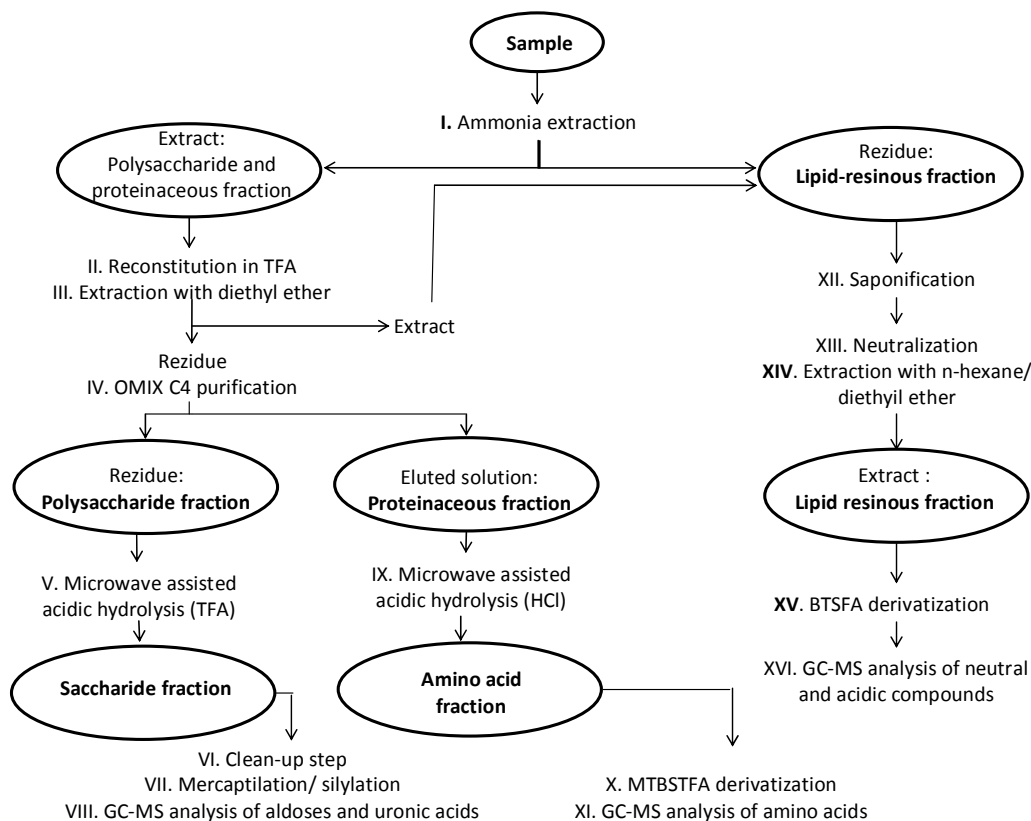 Sample
I. Ammonia extraction
Extract:
Polysaccharide and
proteinaceous fraction
Rezidue:
Lipid-resinous fraction
II. Reconstitution in TFA
III. Extraction with diethyl ether
Extract
XII. Saponification
Rezidue
IV. OMIX C4 purification
XIII. Neutralization
XIV. Extraction with n-hexane/
diethyil ether
Rezidue:
Polysaccharide fraction
Eluted solution:
Proteinaceous fraction
Extract :
Lipid resinous fraction
V. Microwave assisted
acidic hydrolysis (TFA)
IX. Microwave assisted
acidic hydrolysis (HCl)
XV. BTSFA derivatization
Saccharide fraction
Amino acid
fraction
XVI. GC-MS analysis of neutral
and acidic compounds
VI. Clean-up step
VII. Mercaptilation/ silylation
VIII. GC-MS analysis of aldoses and uronic acids
X. MTBSTFA derivatization
XI. GC-MS analysis of amino acids